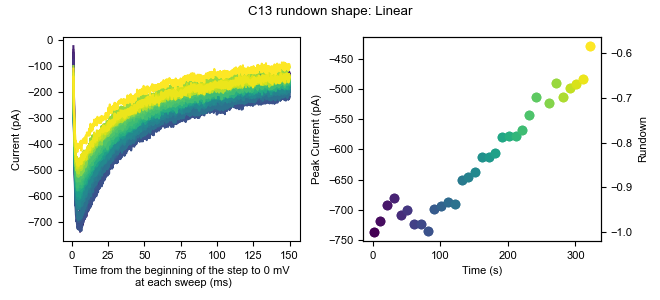 C13 rundown shape: Linear
0
−100
−200
−300
−400
−500
−600
−700
Current (pA)
0 25 50 75 100 125 150
Time from the beginning of the step to 0 mV
at each sweep (ms)
−450
−500
−550
−600
−650
−700
−750
Peak Current (pA)
0 100 200 300
Time (s)
−0.6
−0.7
−0.8
−0.9
−1.0
Rundown